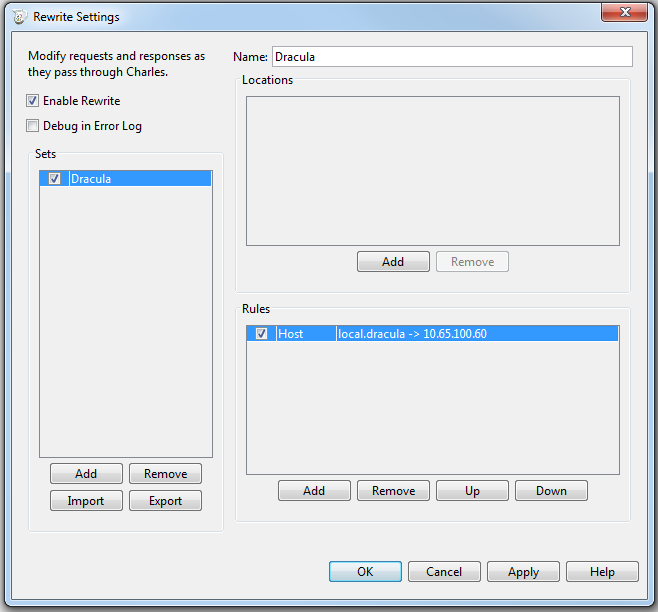 Rewrite Settings
Modify requests and responses as
they pass through Charles.
Enable Rewrite
Debug in Error Log
Sets
Dracula
Add
Remove
Import
Export
Name:
Dracula
Locations
Add
Remove
Rules
Host
local.dracula -> 10.65.100.60
Add
Remove
Up
Down
OK
Cancel
Apply
Help